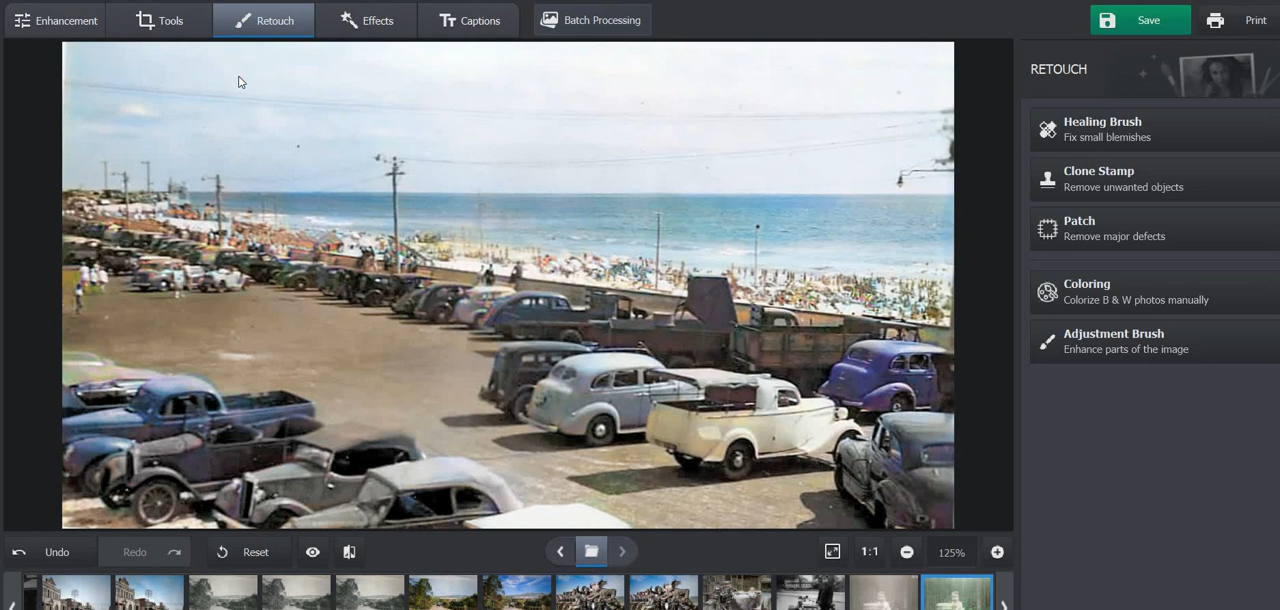 Enhancement Tools Retouch Effects Captions Batch Processing Save Print
RETOUCH
Healing Brush
Fix small blemishes
Clone Stamp
Remove unwanted objects
Patch
Remove major defects
Coloring
Colorize B & W photos manually
Adjustment Brush
Enhance parts of the image
Undo Redo Reset 1:1 125%